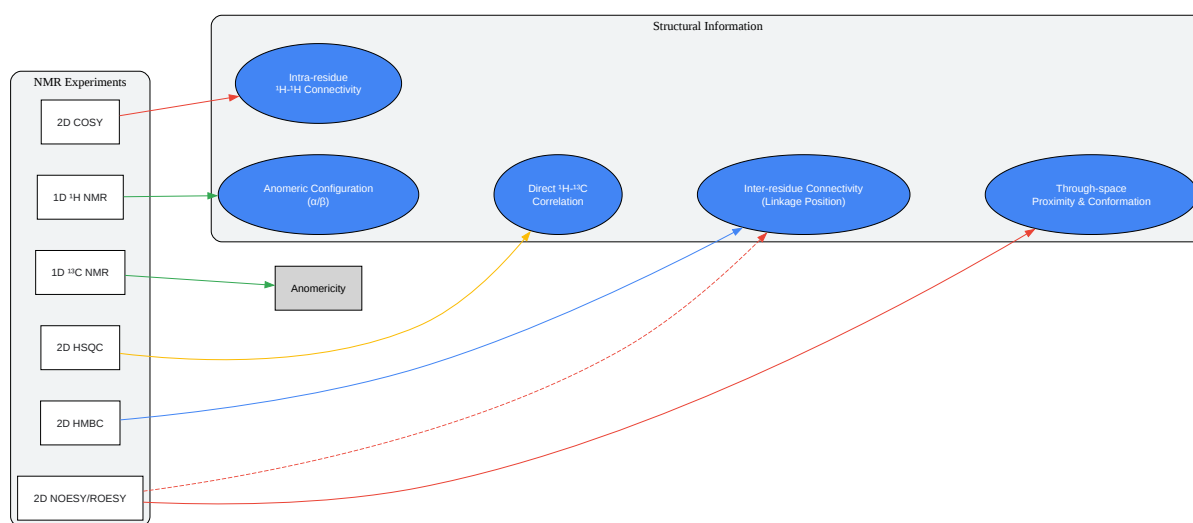 Structural Information
NMR Experiments
Intra-residue
¹H-¹H Connectivity
2D COSY
1D ¹H NMR
Anomeric Configuration
(α/β)
Direct ¹H-¹³C
Correlation
Inter-residue Connectivity
(Linkage Position)
Through-space
Proximity & Conformation
1D ¹³C NMR
Anomericity
2D HSQC
2D HMBC
2D NOESY/ROESY